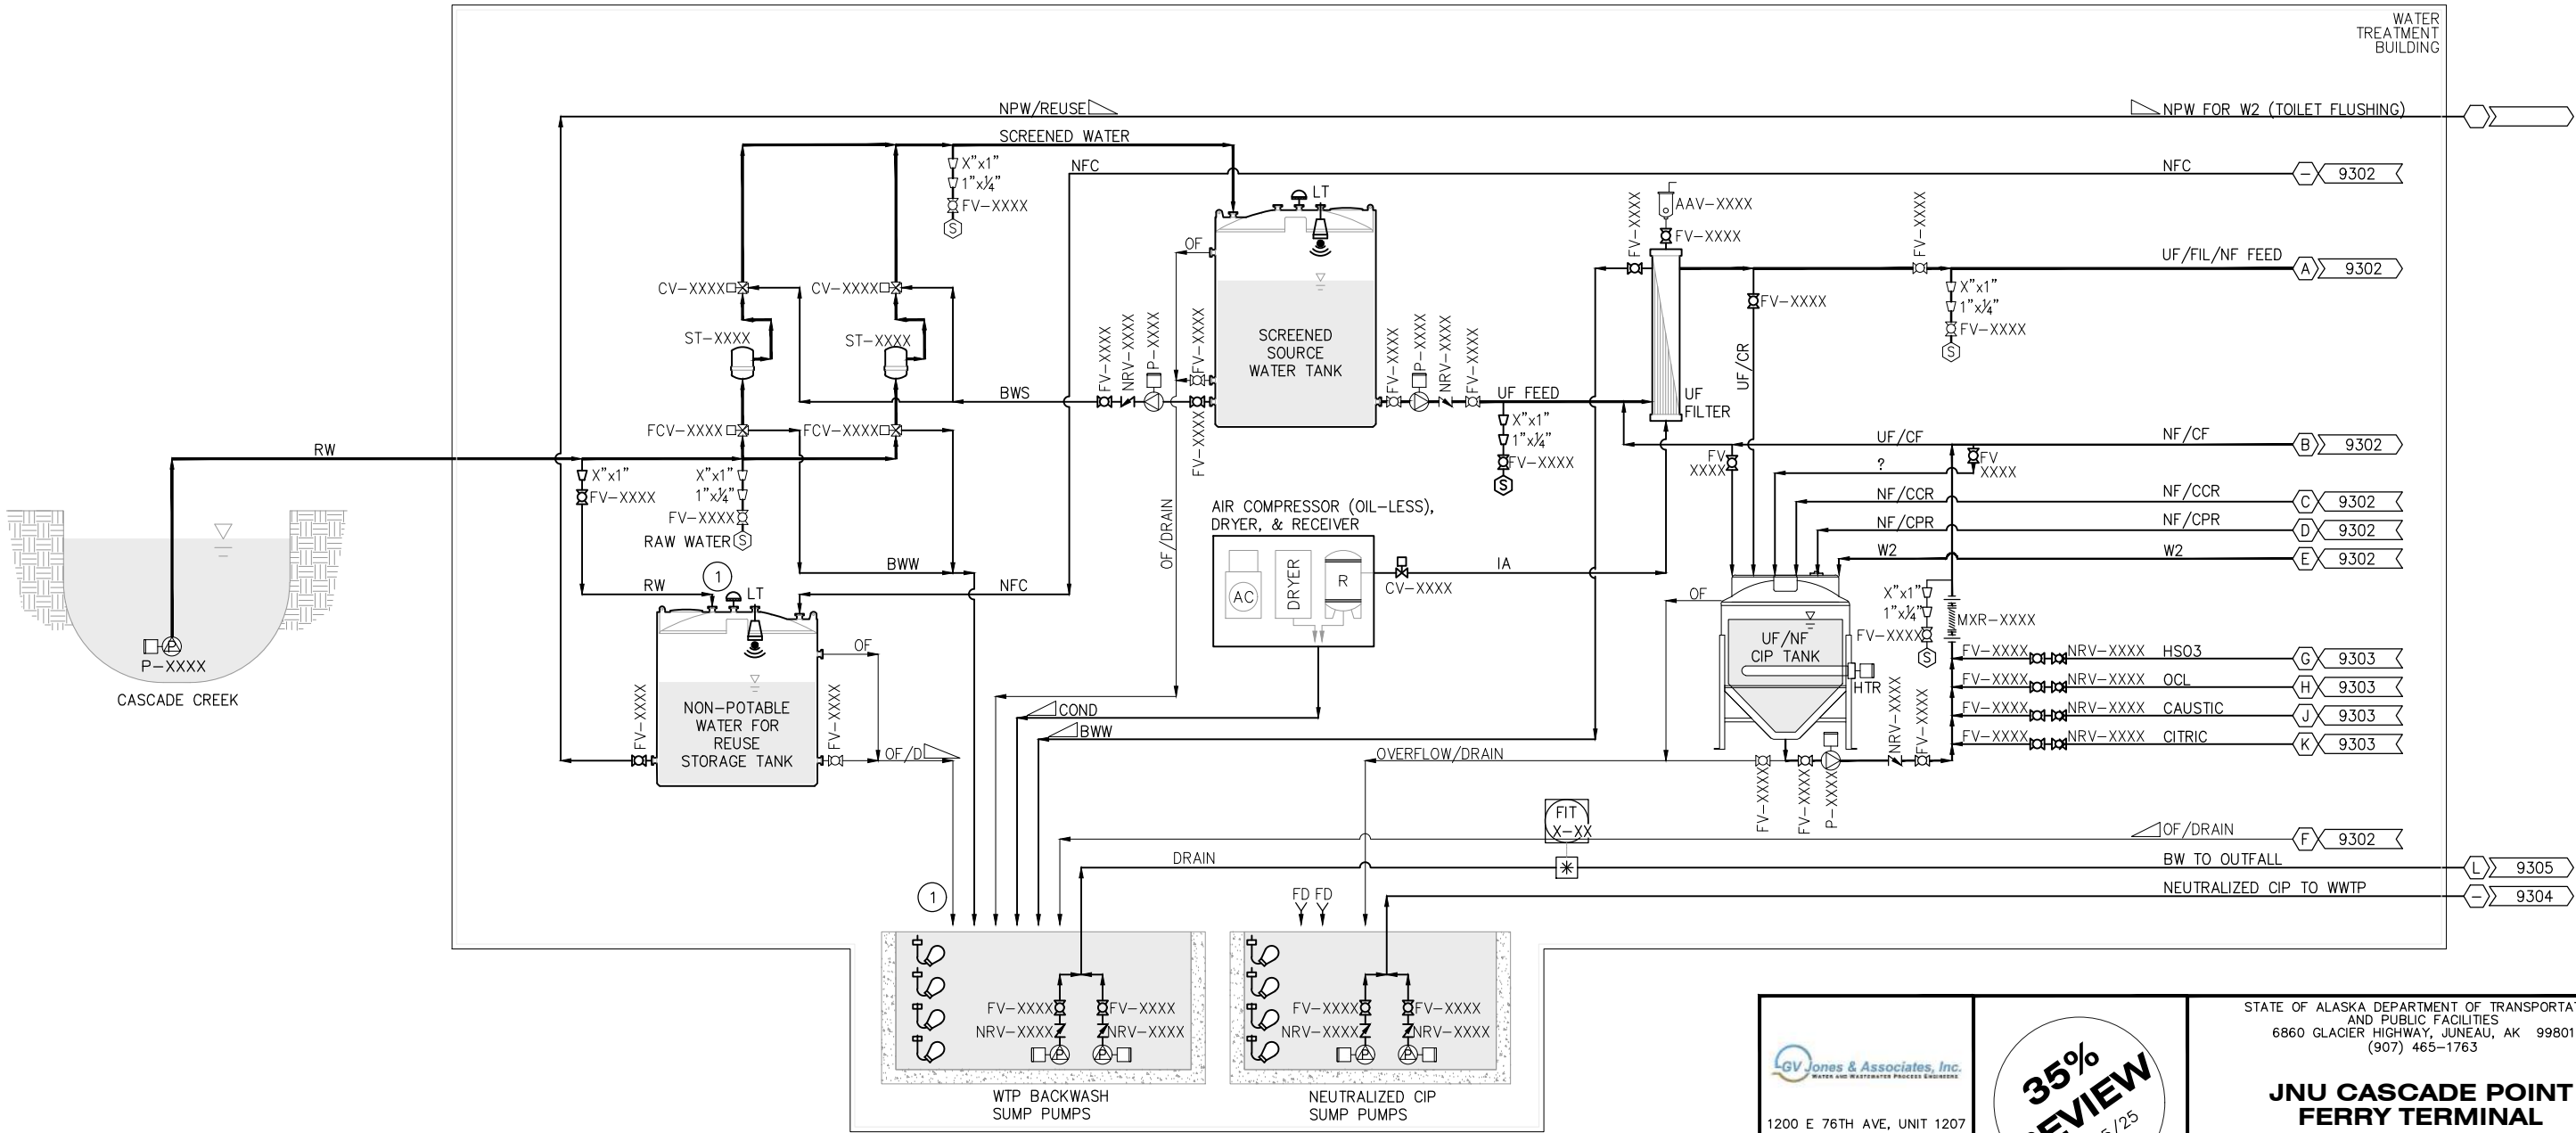 WATER
TREATMENT
BUILDING
NPW/REUSE
NPW FOR W2 (TOILET FLUSHING)
SCREENED WATER
X"x1"
1"x¼"
FV-XXXX
S
NFC
NFC
- 9302
LT
OF
AAV-XXXX
FV-XXXX
FV-XXXX
FV-XXXX
UF/FIL/NF FEED
A 9302
CV-XXXX
CV-XXXX
FV-XXXX
X"x1"
1"x¼"
FV-XXXX
S
ST-XXXX
ST-XXXX
SCREENED
SOURCE
WATER TANK
FV-XXXX
NRV-XXXX
P-XXXX
FV-XXXX
FV-XXXX
P-XXXX
NRV-XXXX
FV-XXXX
UF/CR
BWS
UF FEED
UF
FILTER
FCV-XXXX
FCV-XXXX
FV-XXXX
X"x1"
1"x¼"
FV-XXXX
S
RW
UF/CF
NF/CF
B 9302
FV
XXXX
?
FV
XXXX
X"x1"
FV-XXXX
X"x1"
1"x¼"
FV-XXXX
RAW WATER S
NF/CCR
NF/CCR
C 9302
NF/CPR
NF/CPR
D 9302
W2
W2
E 9302
OF/DRAIN
AIR COMPRESSOR (OIL-LESS),
DRYER, & RECEIVER
AC
DRYER
R
CV-XXXX
IA
BWW
RW
1
LT
NFC
P-XXXX
CASCADE CREEK
OF
NON-POTABLE
WATER FOR
REUSE
STORAGE TANK
FV-XXXX
FV-XXXX
OF/D
COND
BWW
OF
UF/NF
CIP TANK
HTR
X"x1"
1"x¼"
FV-XXXX
S
MXR-XXXX
FV-XXXX NRV-XXXX HSO3
G 9303
FV-XXXX NRV-XXXX OCL
H 9303
FV-XXXX NRV-XXXX CAUSTIC
J 9303
FV-XXXX NRV-XXXX CITRIC
K 9303
OVERFLOW/DRAIN
FV-XXXX
FV-XXXX
P-XXXX
NRV-XXXX
FV-XXXX
FIT
X-XX
OF/DRAIN
F 9302
DRAIN
BW TO OUTFALL
L 9305
NEUTRALIZED CIP TO WWTP
- 9304
1
FD FD
FV-XXXX
FV-XXXX
NRV-XXXX
NRV-XXXX
P
P
WTP BACKWASH
SUMP PUMPS
FV-XXXX
FV-XXXX
NRV-XXXX
NRV-XXXX
P
P
NEUTRALIZED CIP
SUMP PUMPS
GV Jones & Associates, Inc.
WATER AND WASTEWATER PROCESS ENGINEERS
1200 E 76TH AVE, UNIT 1207
35%
STATE OF ALASKA DEPARTMENT OF
AND PUBLIC FACILITIES
6860 GLACIER HIGHWAY, JUNEAU, AK 99801
(907) 465-1763
JNU CASCADE POINT
FERRY TERMINAL